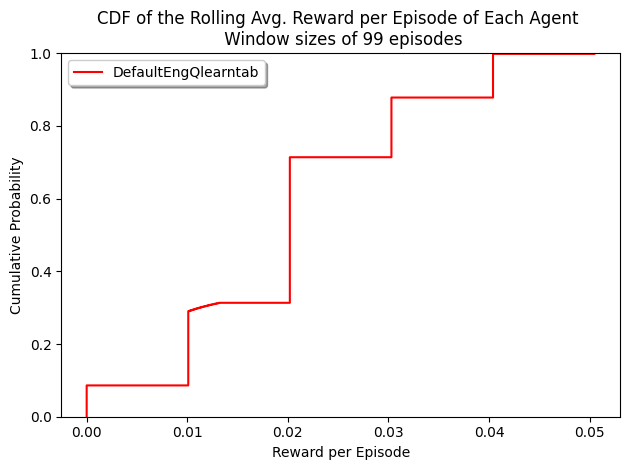 CDF of the Rolling Avg. Reward per Episode of Each Agent
Window sizes of 99 episodes
DefaultEngQlearntab
Cumulative Probability
1.0
0.8
0.6
0.4
0.2
0.0
0.00 0.01 0.02 0.03 0.04 0.05
Reward per Episode